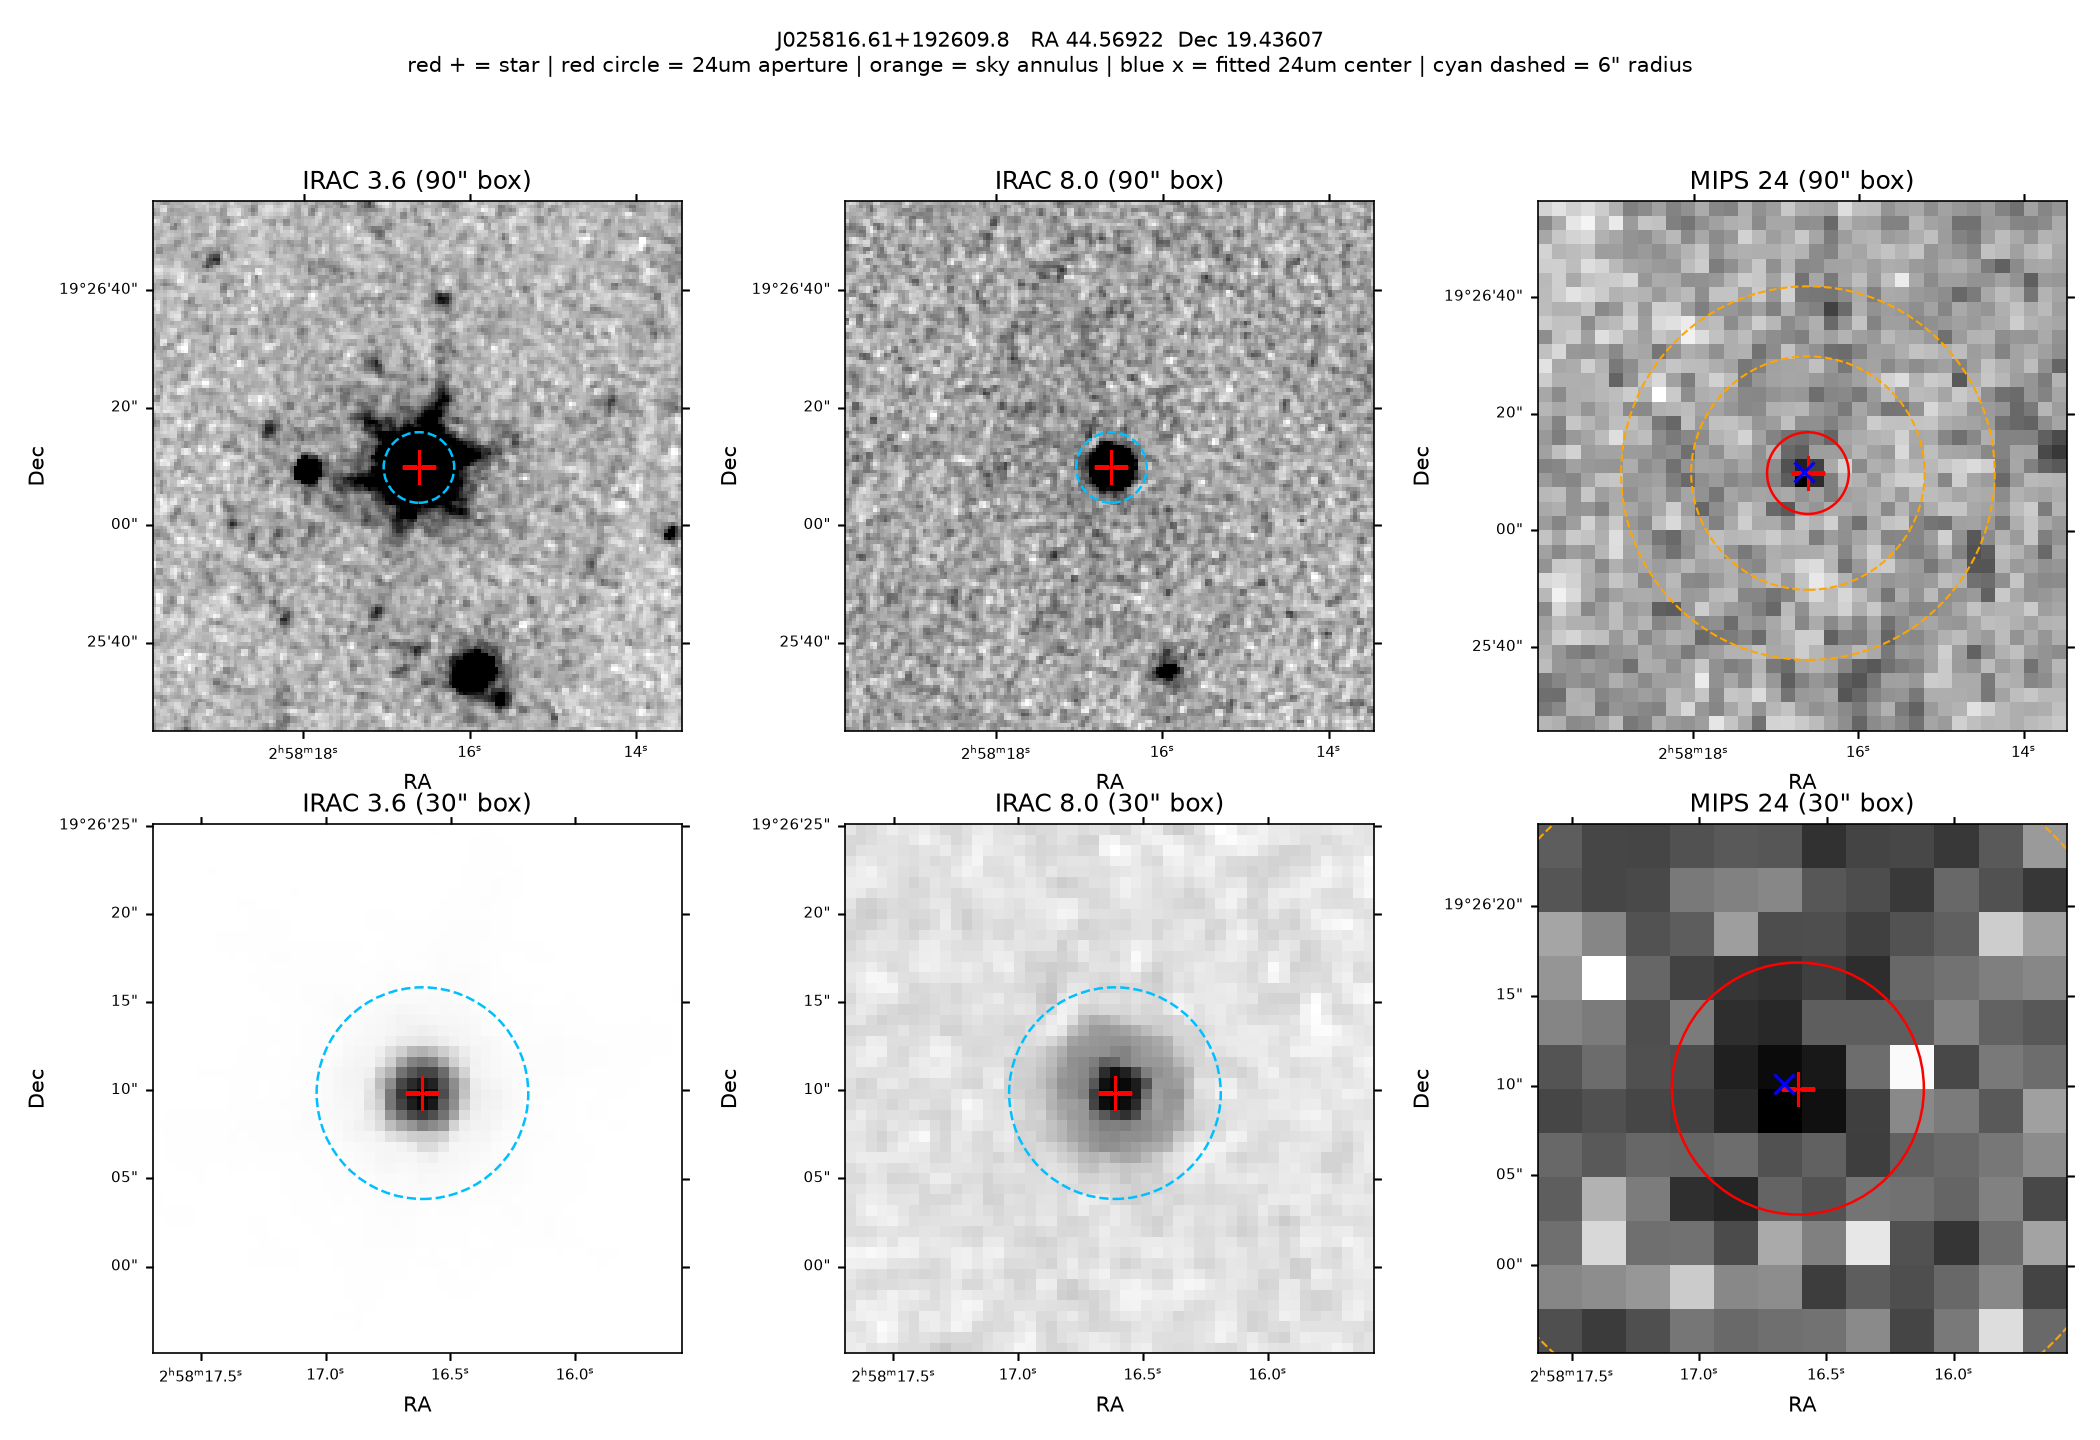 J025816.61+192609.8   RA 44.56922  Dec 19.43607
red + = star | red circle = 24um aperture | orange = sky annulus | blue x = fitted 24um center | cyan dashed = 6" radius
IRAC 3.6 (90" box)
19°26'40"
20"
00"
25'40"
Dec
2ʰ58ᵐ18ˢ
16ˢ
14ˢ
RA
IRAC 8.0 (90" box)
19°26'40"
20"
00"
25'40"
Dec
2ʰ58ᵐ18ˢ
16ˢ
14ˢ
RA
MIPS 24 (90" box)
19°26'40"
20"
00"
25'40"
Dec
2ʰ58ᵐ18ˢ
16ˢ
14ˢ
RA
IRAC 3.6 (30" box)
19°26'25"
20"
15"
10"
05"
00"
Dec
2ʰ58ᵐ17.5ˢ
17.0ˢ
16.5ˢ
16.0ˢ
RA
IRAC 8.0 (30" box)
19°26'25"
20"
15"
10"
05"
00"
Dec
2ʰ58ᵐ17.5ˢ
17.0ˢ
16.5ˢ
16.0ˢ
RA
MIPS 24 (30" box)
19°26'20"
15"
10"
05"
00"
Dec
2ʰ58ᵐ17.5ˢ
17.0ˢ
16.5ˢ
16.0ˢ
RA